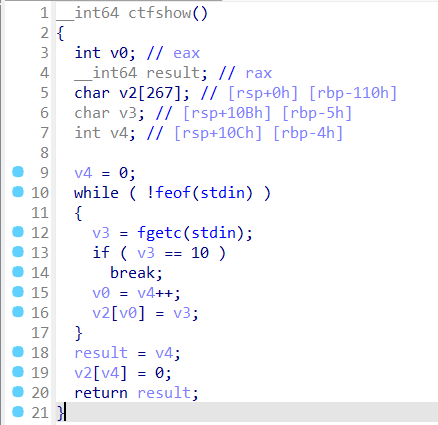 1 __int64 ctfshow()
2 {
3 int v0; // eax
4 __int64 result; // rax
5 char v2[267]; // [rsp+0h] [rbp-110h]
6 char v3; // [rsp+10Bh] [rbp-5h]
7 int v4; // [rsp+10Ch] [rbp-4h]
8
9 v4 = 0;
10 while ( !feof(stdin) )
11 {
12 v3 = fgetc(stdin);
13 if ( v3 == 10 )
14 break;
15 v0 = v4++;
16 v2[v0] = v3;
17 }
18 result = v4;
19 v2[v4] = 0;
20 return result;
21 }